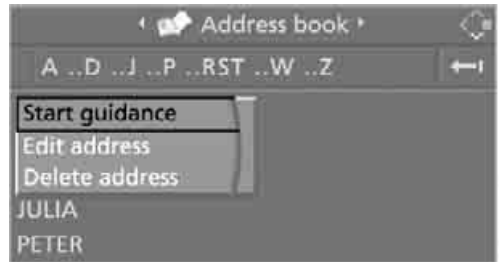 Address book
A ..D ..J ..P ..RST ..W ..Z
Start guidance
Edit address
Delete address
JULIA
PETER